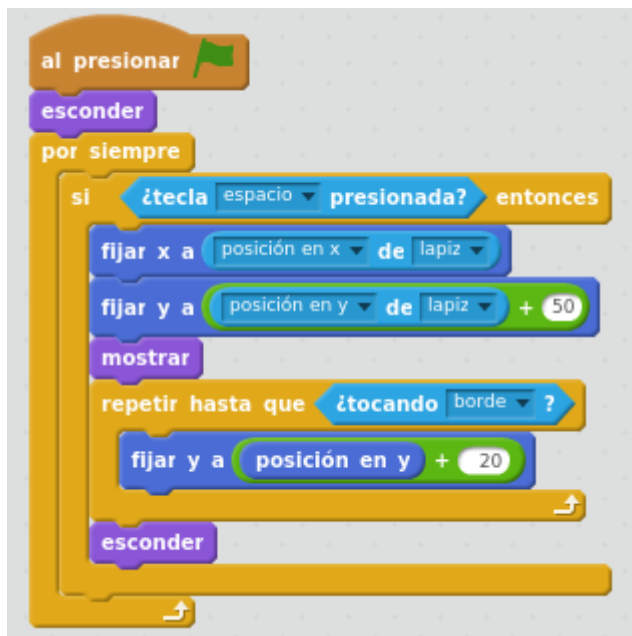 al presionar
esconder
por siempre
si ¿tecla espacio presionada? entonces
fijar x a posición en x de lapiz
fijar y a posición en y de lapiz + 50
mostrar
repetir hasta que ¿tocando borde ?
fijar y a posición en y + 20
esconder